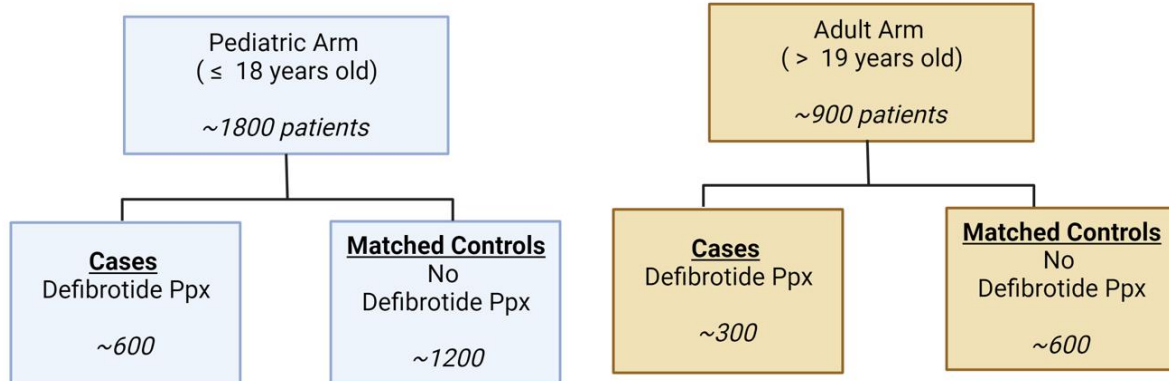 Pediatric Arm
( ≤ 18 years old)
~1800 patients
Cases
Defibrotide Ppx
~600
Matched Controls
No
Defibrotide Ppx
~1200
Adult Arm
( > 19 years old)
~900 patients
Cases
Defibrotide Ppx
~300
Matched Controls
No
Defibrotide Ppx
~600